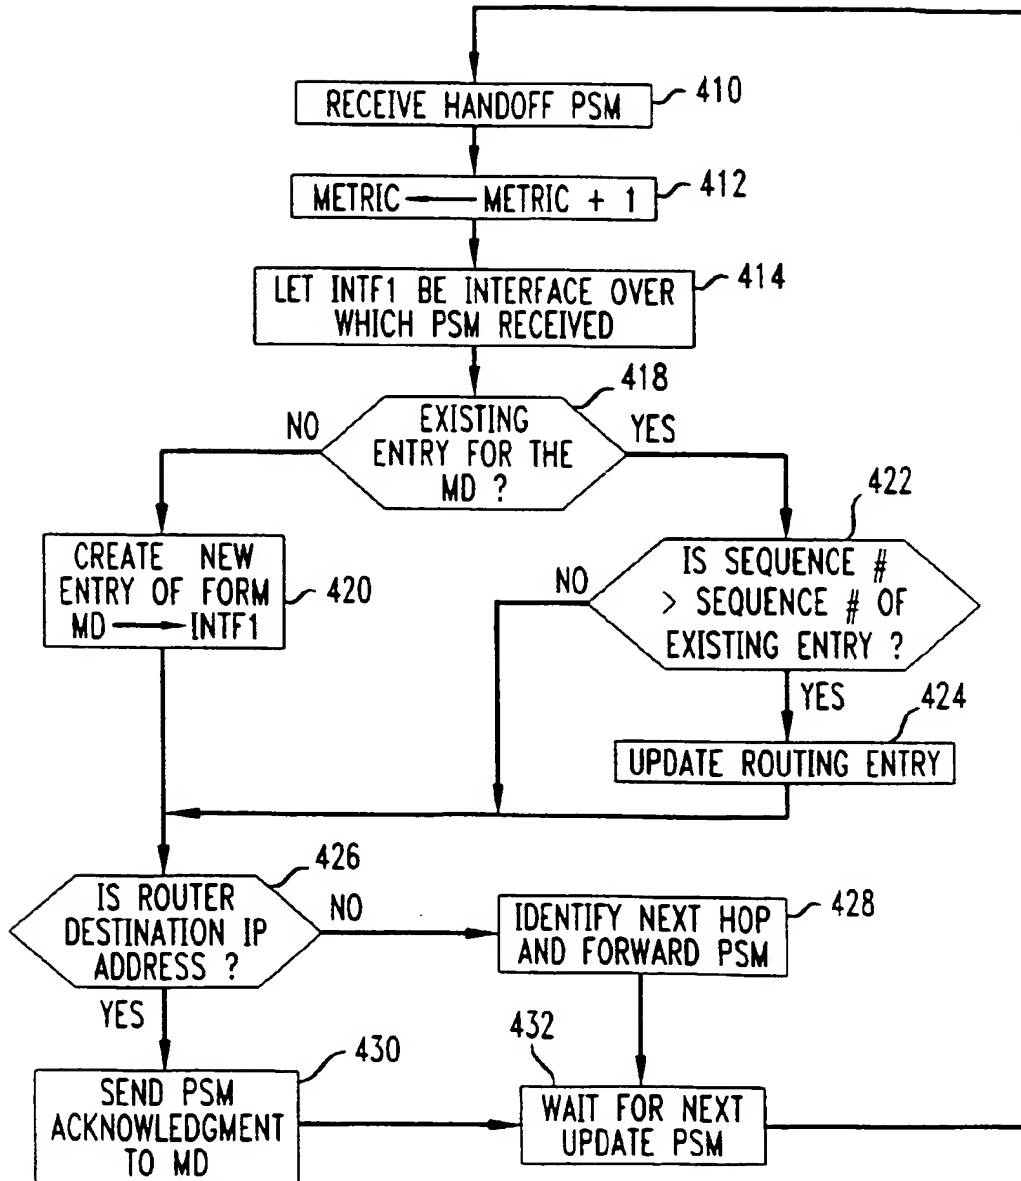 RECEIVE HANDOFF PSM
410
METRIC ← METRIC + 1
412
LET INTF1 BE INTERFACE OVER
WHICH PSM RECEIVED
414
418
NO
EXISTING
ENTRY FOR THE
MD ?
YES
422
CREATE NEW
ENTRY OF FORM
MD → INTF1
420
NO
IS SEQUENCE #
> SEQUENCE # OF
EXISTING ENTRY ?
YES
424
UPDATE ROUTING ENTRY
426
IS ROUTER
DESTINATION IP
ADDRESS ?
NO
428
IDENTIFY NEXT HOP
AND FORWARD PSM
YES
430
SEND PSM
ACKNOWLEDGMENT
TO MD
432
WAIT FOR NEXT
UPDATE PSM